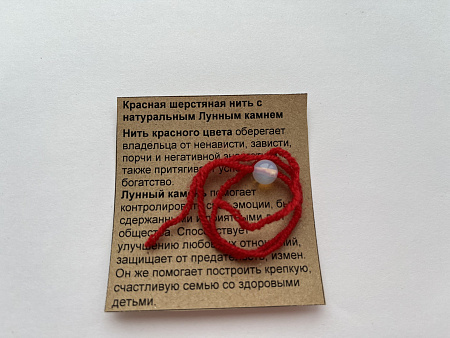 Красная шерстяная нить с
натуральным Лунным камнем
Нить красного цвета оберегает
владельца от ненависти, зависти,
порчи и негативной
также притягивает
богатство.
Лунный камень помогает
контролировать эмоции,
сдержанными и приятными
общества. Способствует
улучшению любовных отношений,
защищает от предательств, измен.
Он же помогает построить крепкую,
счастливую семью со здоровыми
детьми.